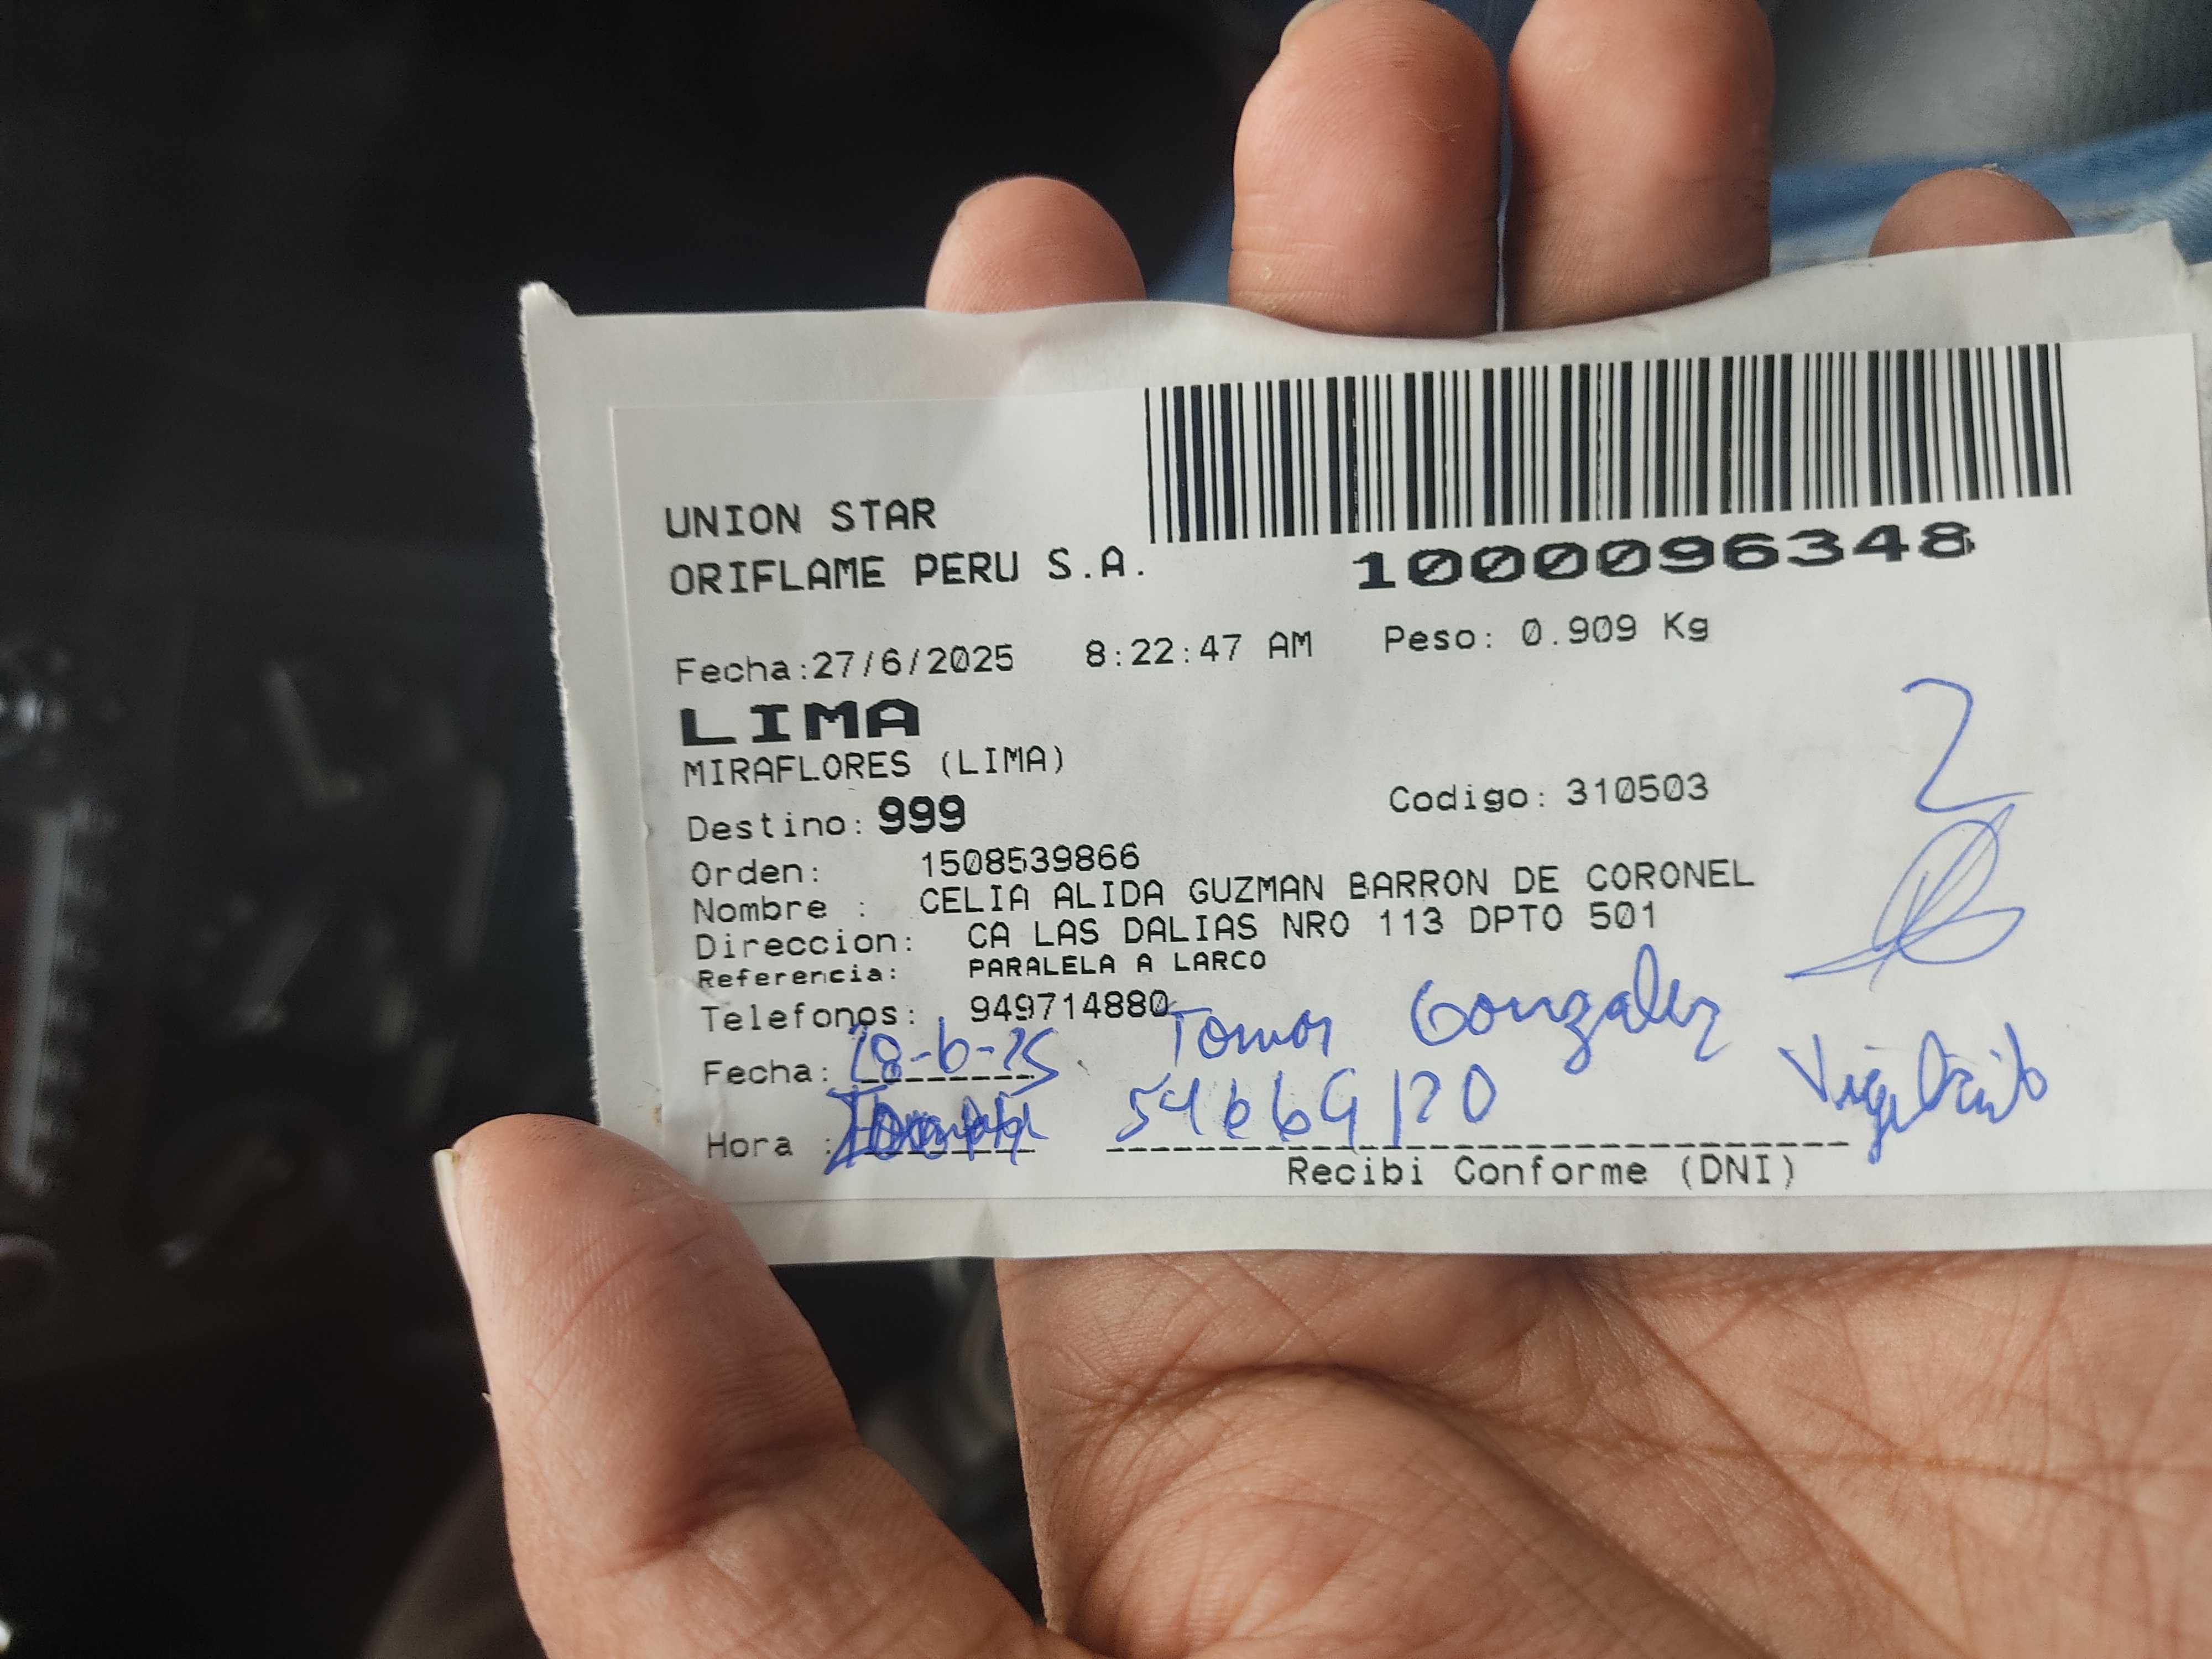 UNION STAR
ORIFLAME PERU S.A.
1000096348
Fecha:27/6/2025 8:22:47 AM Peso: 0.909 Kg
LIMA
MIRAFLORES (LIMA)
Destino: 999 Codigo: 310503
2
Orden: 1508539866
Nombre : CELIA ALIDA GUZMAN BARRON DE CORONEL
Direccion: CA LAS DALIAS NRO 113 DPTO 501
Referencia: PARALELA A LARCO
Telefonos: 949714880
Tomas Gonzalez
Fecha: 28-6-25
Hora : 54669120
Recibi Conforme (DNI)